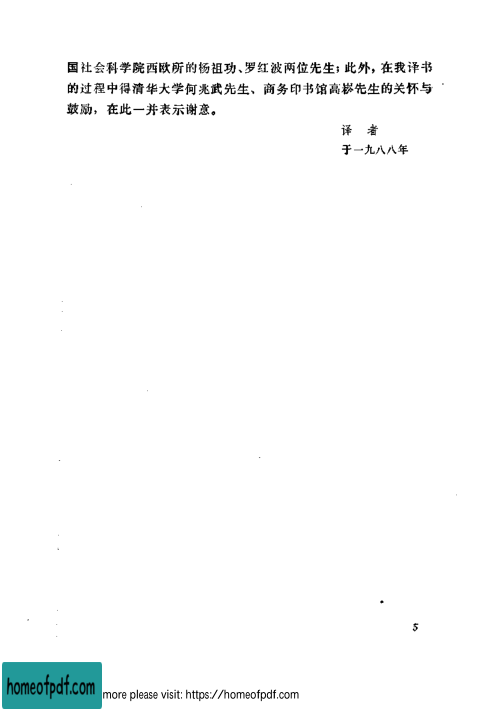 国社会科学院西欧所的杨祖功、罗红波两位先生；此外，在我译书
的过程中得清华大学何兆武先生、商务印书馆高崧先生的关怀与
鼓励，在此一并表示谢意。
译 者
于一九八八年
5
homeofpdf.com
more please visit: https://homeofpdf.com